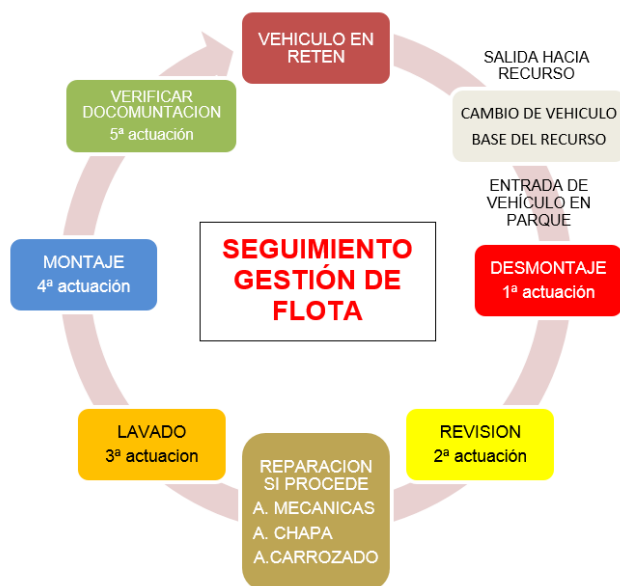 VEHICULO EN
RETEN
SALIDA HACIA
RECURSO
CAMBIO DE VEHICULO
BASE DEL RECURSO
ENTRADA DE
VEHÍCULO EN
PARQUE
DESMONTAJE
1ª actuación
REVISION
2ª actuación
REPARACION
SI PROCEDE
A. MECANICAS
A. CHAPA
A.CARROZADO
LAVADO
3ª actuacion
MONTAJE
4ª actuación
VERIFICAR
DOCOMUNTACION
5ª actuación
SEGUIMIENTO
GESTIÓN DE
FLOTA